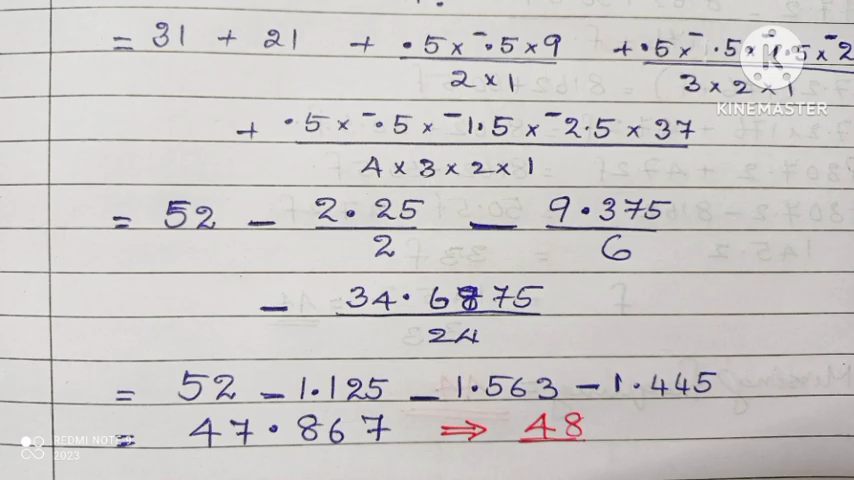 = 31 + 21 + ·5 x ‾·5 x 9 / 2 x 1 + ·5 x ‾·5 x ‾1.5 x ‾2 / 3 x 2 x 1
KINEMASTER
+ ·5 x ‾·5 x ‾1.5 x ‾2.5 x 37 / 4 x 3 x 2 x 1
= 52 – 2.25 / 2 – 9.375 / 6
– 34.6875 / 24
= 52 – 1.125 – 1.563 – 1.445
= 47.867 ⇒ 48
REDMI NOTE
2023